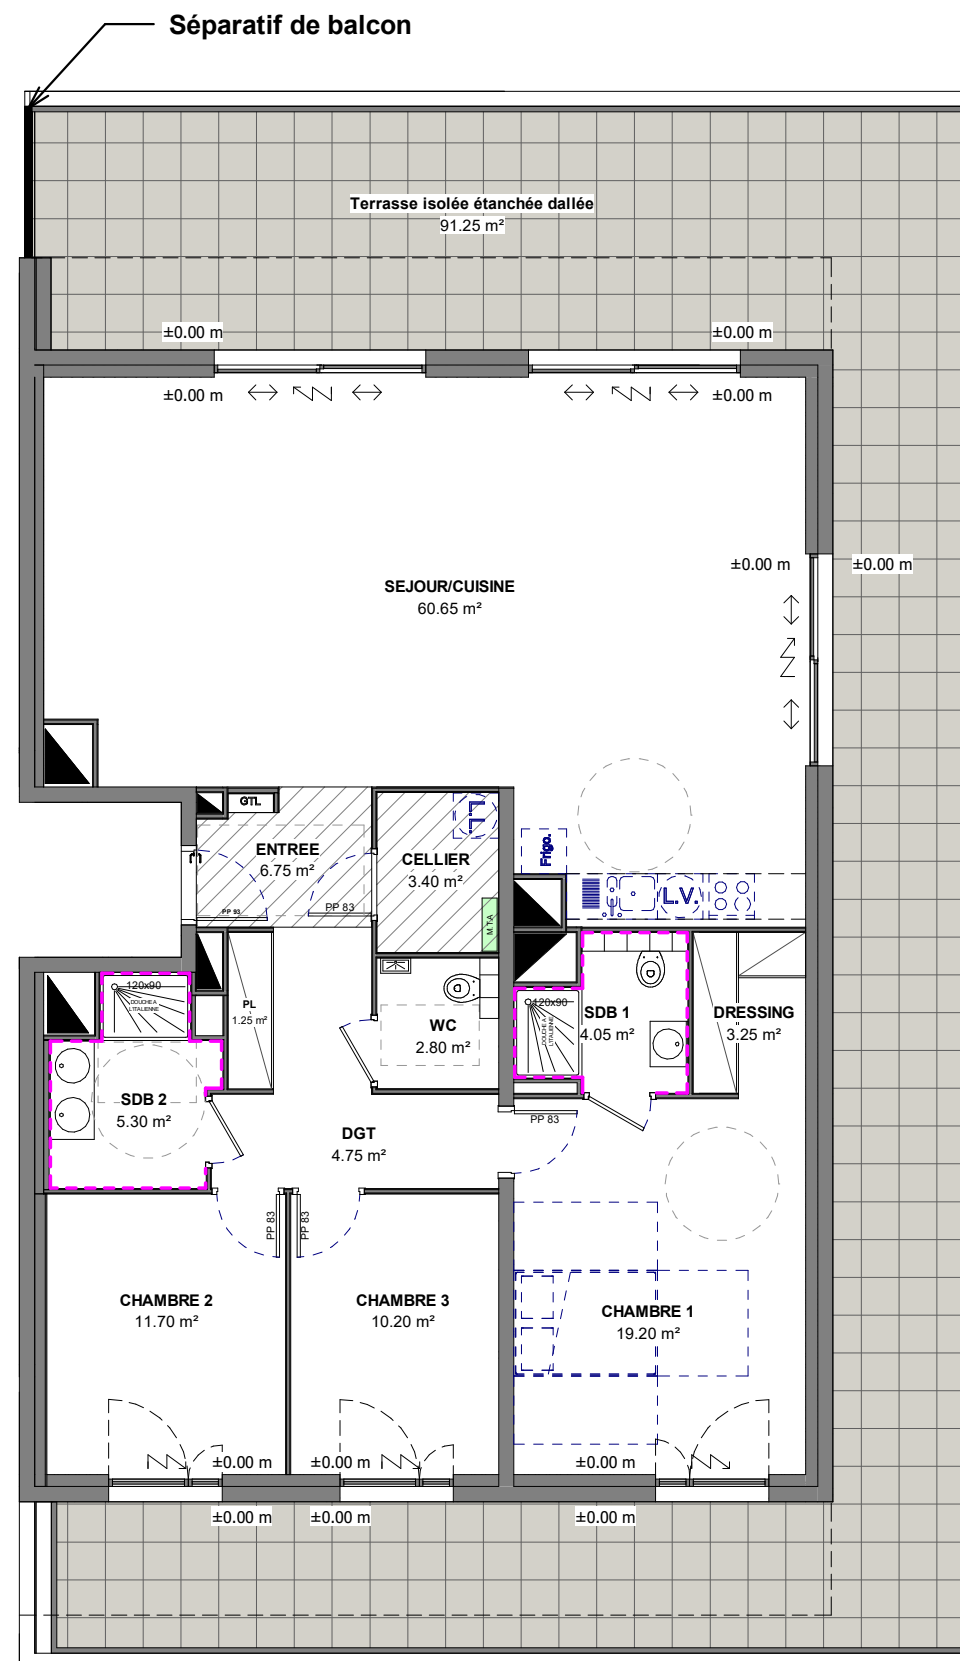 Séparatif de balcon
Terrasse isolée étanchée dallée
91.25 m²
±0.00 m
±0.00 m
±0.00 m
±0.00 m
±0.00 m
±0.00 m
SEJOUR/CUISINE
60.65 m²
GTL
L.L.
ENTREE
6.75 m²
CELLIER
3.40 m²
Frigo.
L.V.
PP 93
PP 83
M.T.A
120x90
DOUCHE A
L'ITALIENNE
PL
1.25 m²
WC
2.80 m²
120x90
DOUCHE A
L'ITALIENNE
SDB 1
4.05 m²
DRESSING
3.25 m²
SDB 2
5.30 m²
DGT
4.75 m²
PP 83
PP 83
PP 83
CHAMBRE 2
11.70 m²
CHAMBRE 3
10.20 m²
CHAMBRE 1
19.20 m²
±0.00 m
±0.00 m
±0.00 m
±0.00 m
±0.00 m
±0.00 m